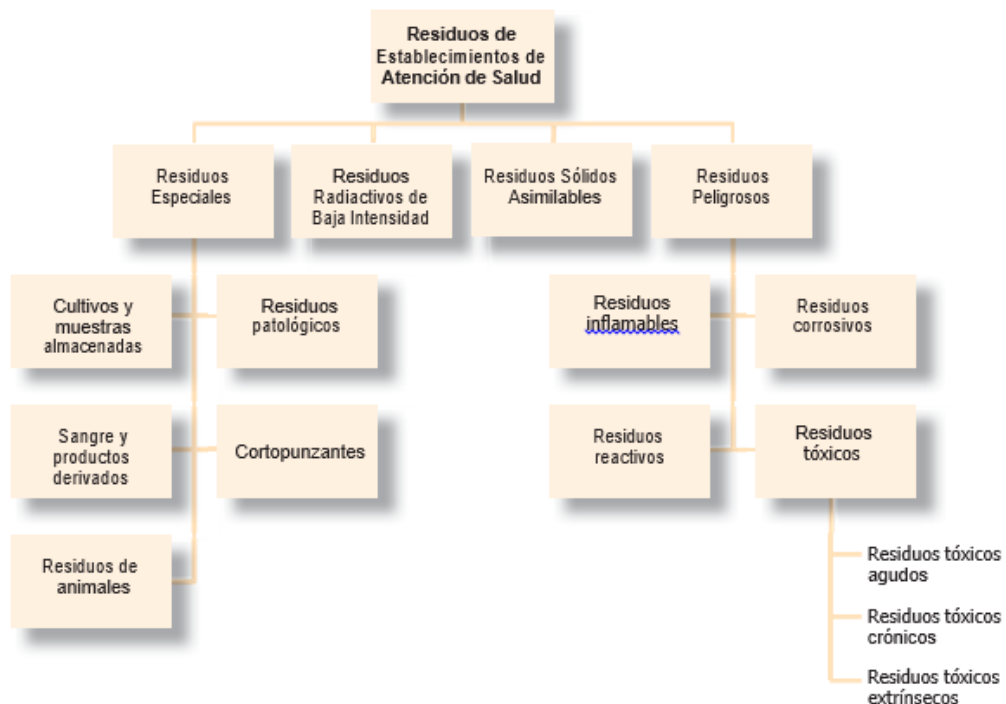 Residuos de
Establecimientos de
Atención de Salud
Residuos
Especiales
Residuos
Radiactivos de
Baja Intensidad
Residuos Sólidos
Asimilables
Residuos
Peligrosos
Cultivos y
muestras
almacenadas
Residuos
patológicos
Residuos
inflamables
Residuos
corrosivos
Sangre y
productos
derivados
Cortopunzantes
Residuos
reactivos
Residuos
tóxicos
Residuos de
animales
Residuos tóxicos
agudos
Residuos tóxicos
crónicos
Residuos tóxicos
extrínsecos